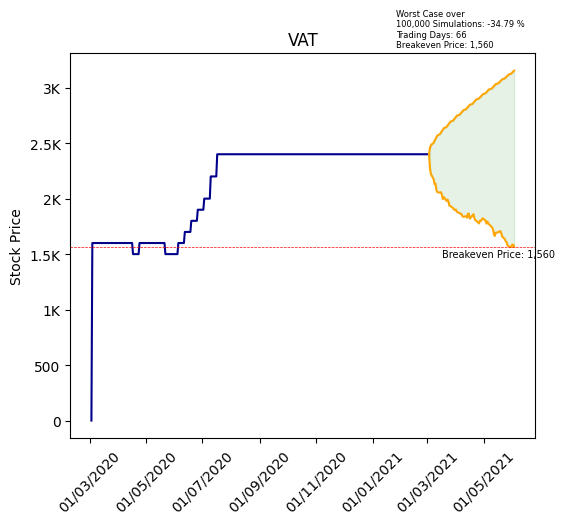 Worst Case over
100,000 Simulations: -34.79 %
Trading Days: 66
Breakeven Price: 1,560
VAT
Stock Price
3K
2.5K
2K
1.5K
1K
500
0
Breakeven Price: 1,560
01/03/2020
01/05/2020
01/07/2020
01/09/2020
01/11/2020
01/01/2021
01/03/2021
01/05/2021